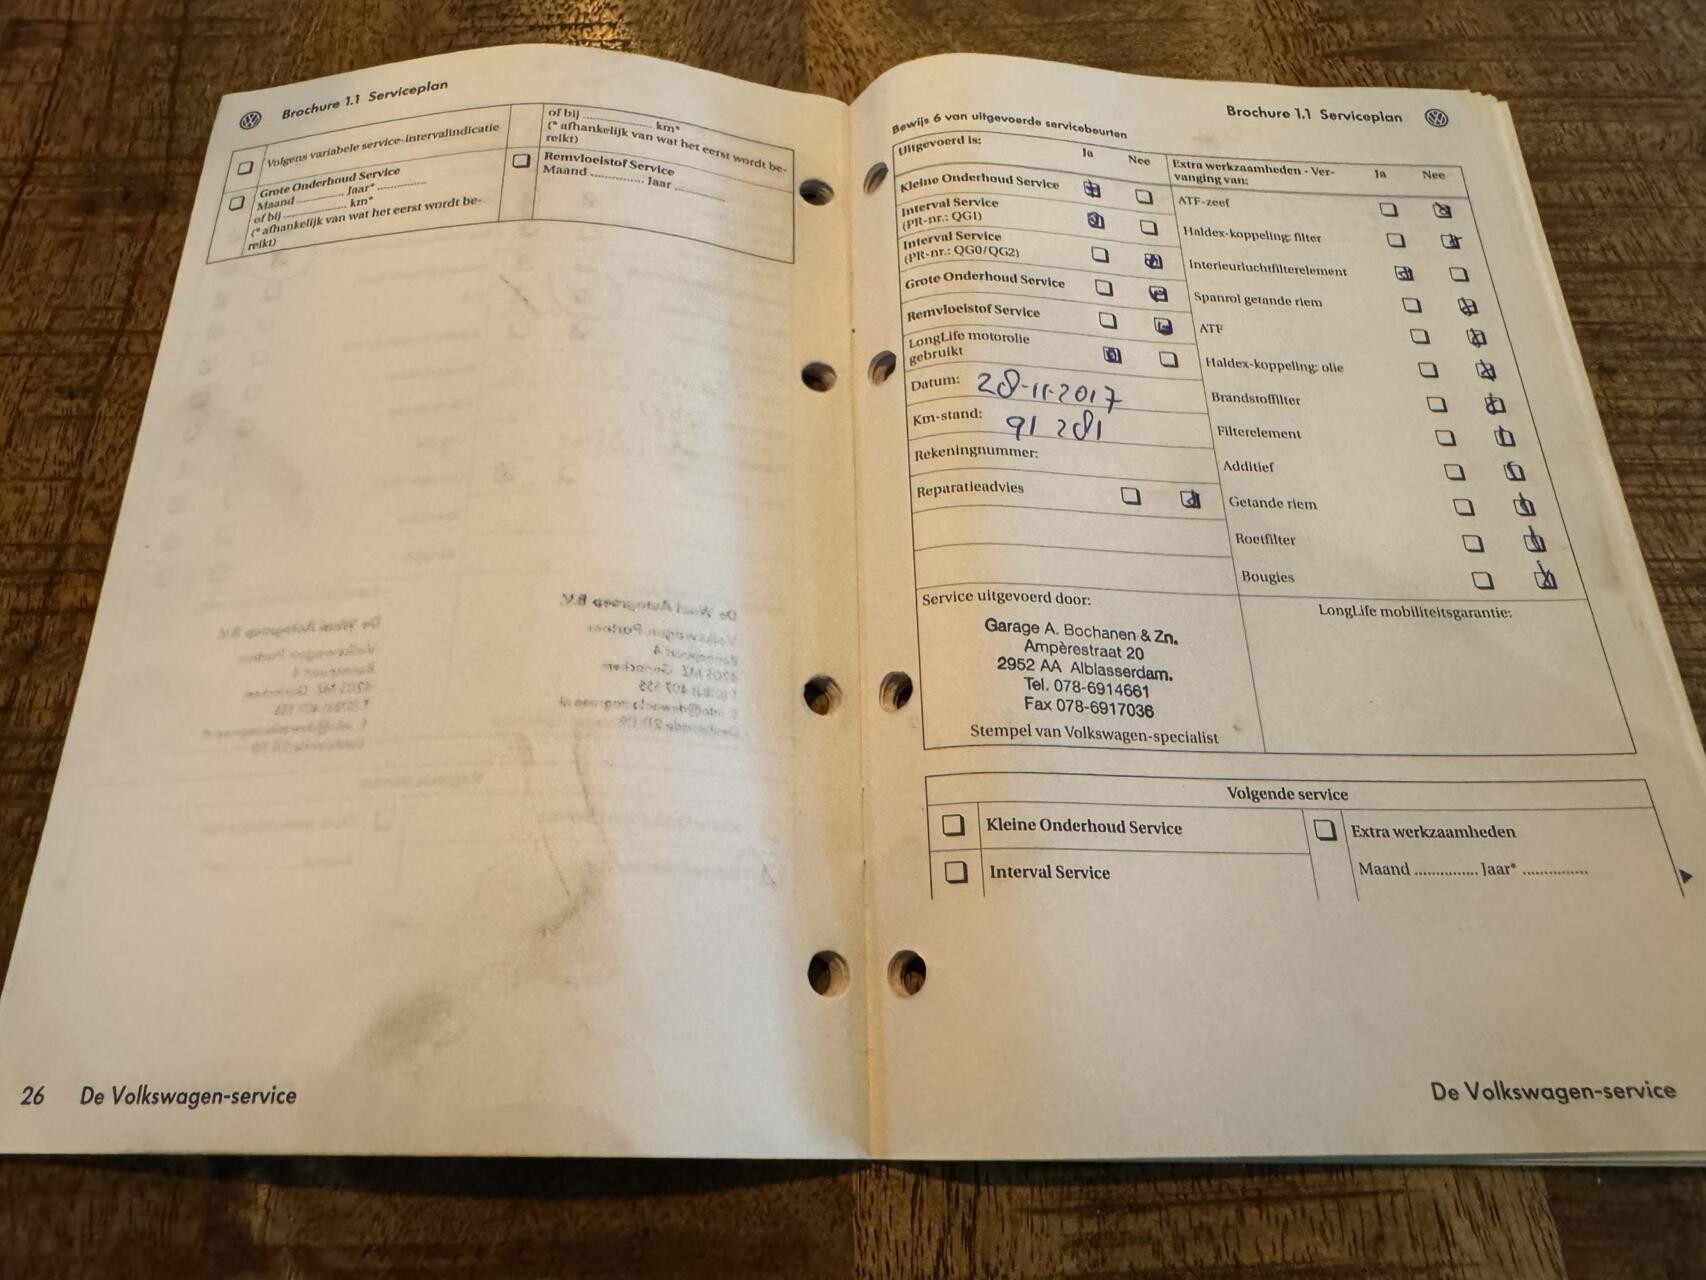 Brochure 1.1 Serviceplan
Volgens variabele service-intervalindicatie
Grote Onderhoud Service
Maand .............. Jaar* ..............
of bij .................. km*
(* afhankelijk van wat het eerst wordt be-
reikt)
of bij .................. km*
(* afhankelijk van wat het eerst wordt be-
reikt)
Remvloeistof Service
Maand .............. Jaar ..............
26 De Volkswagen-service
Brochure 1.1 Serviceplan
Bewijs 6 van uitgevoerde servicebeurten
Uitgevoerd is: Ja Nee
Kleine Onderhoud Service
Interval Service
(PR-nr.: QG1)
Interval Service
(PR-nr.: QG0/QG2)
Grote Onderhoud Service
Remvloeistof Service
LongLife motorolie
gebruikt
Datum: 28-11-2017
Km-stand: 91 281
Rekeningnummer:
Reparatieadvies
Extra werkzaamheden - Ver-
vanging van: Ja Nee
ATF-zeef
Haldex-koppeling: filter
Interieurluchtfilterelement
Spanrol getande riem
ATF
Haldex-koppeling: olie
Brandstoffilter
Filterelement
Additief
Getande riem
Roetfilter
Bougies
Service uitgevoerd door:
Garage A. Bochanen & Zn.
Ampèrestraat 20
2952 AA Alblasserdam.
Tel. 078-6914661
Fax 078-6917036
Stempel van Volkswagen-specialist
LongLife mobiliteitsgarantie:
Volgende service
Kleine Onderhoud Service
Interval Service
Extra werkzaamheden
Maand .............. Jaar* ..............
De Volkswagen-service